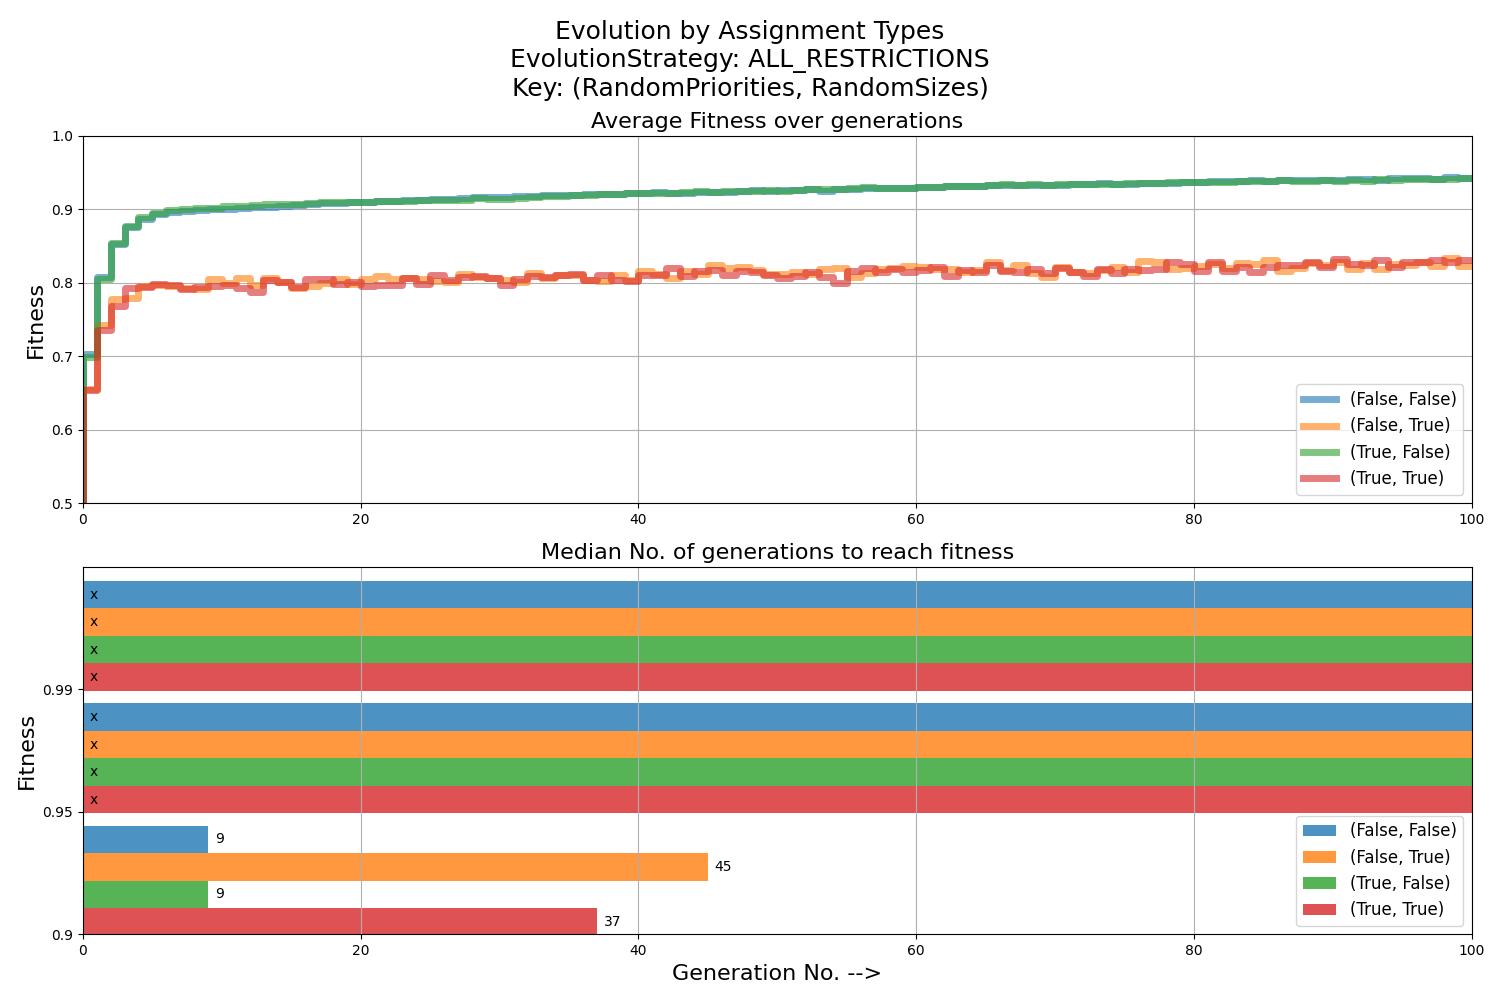 Evolution by Assignment Types
EvolutionStrategy: ALL_RESTRICTIONS
Key: (RandomPriorities, RandomSizes)
Average Fitness over generations
1.0
0.9
0.8
0.7
0.6
0.5
Fitness
(False, False)
(False, True)
(True, False)
(True, True)
0 20 40 60 80 100
Median No. of generations to reach fitness
x
x
x
x
0.99
x
x
x
x
0.95
Fitness
9
45
9
37
0.9
(False, False)
(False, True)
(True, False)
(True, True)
0 20 40 60 80 100
Generation No. -->